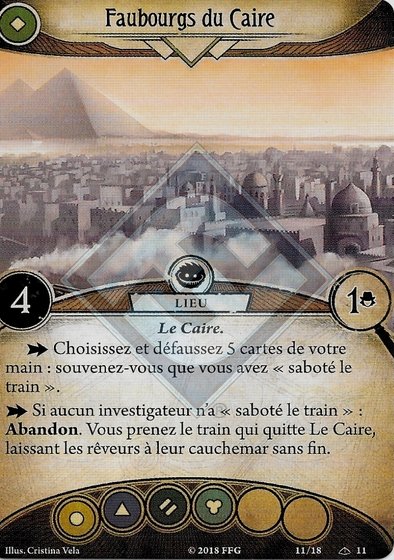 Faubourgs du Caire
4
LIEU
1
Le Caire.
Choisissez et défaussez 5 cartes de votre
main : souvenez-vous que vous avez « saboté le
train ».
Si aucun investigateur n'a « saboté le train » :
Abandon. Vous prenez le train qui quitte Le Caire,
laissant les rêveurs à leur cauchemar sans fin.
Illus. Cristina Vela
© 2018 FFG
11/18
11